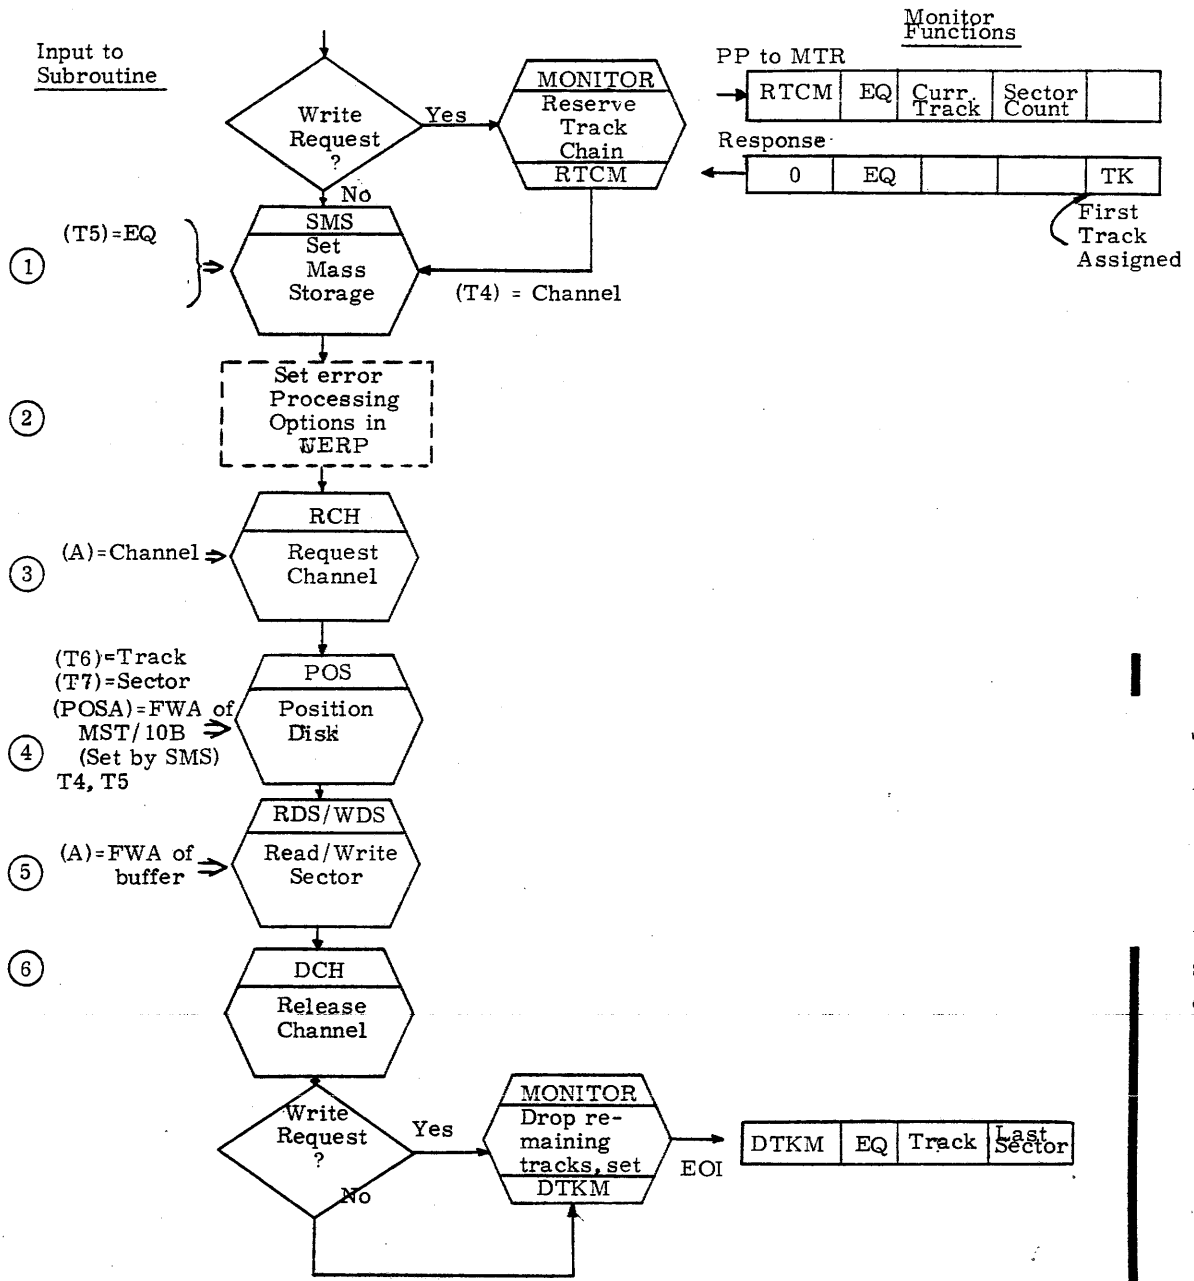 Monitor
Functions
Input to
Subroutine
PP to MTR
RTCM EQ Curr. Track Sector Count
Response
0 EQ TK
First
Track
Assigned
Write
Request
?
Yes
No
MONITOR
Reserve
Track
Chain
RTCM
1
(T5)=EQ
SMS
Set
Mass
Storage
(T4) = Channel
2
Set error
Processing
Options in
WERP
3
(A)=Channel
RCH
Request
Channel
4
(T6)=Track
(T7)=Sector
(POSA)=FWA of
MST/10B
(Set by SMS)
T4, T5
POS
Position
Disk
5
(A)=FWA of
buffer
RDS/WDS
Read/Write
Sector
6
DCH
Release
Channel
Write
Request
?
Yes
No
MONITOR
Drop re-
maining
tracks, set
DTKM
EOI
DTKM EQ Track Last Sector